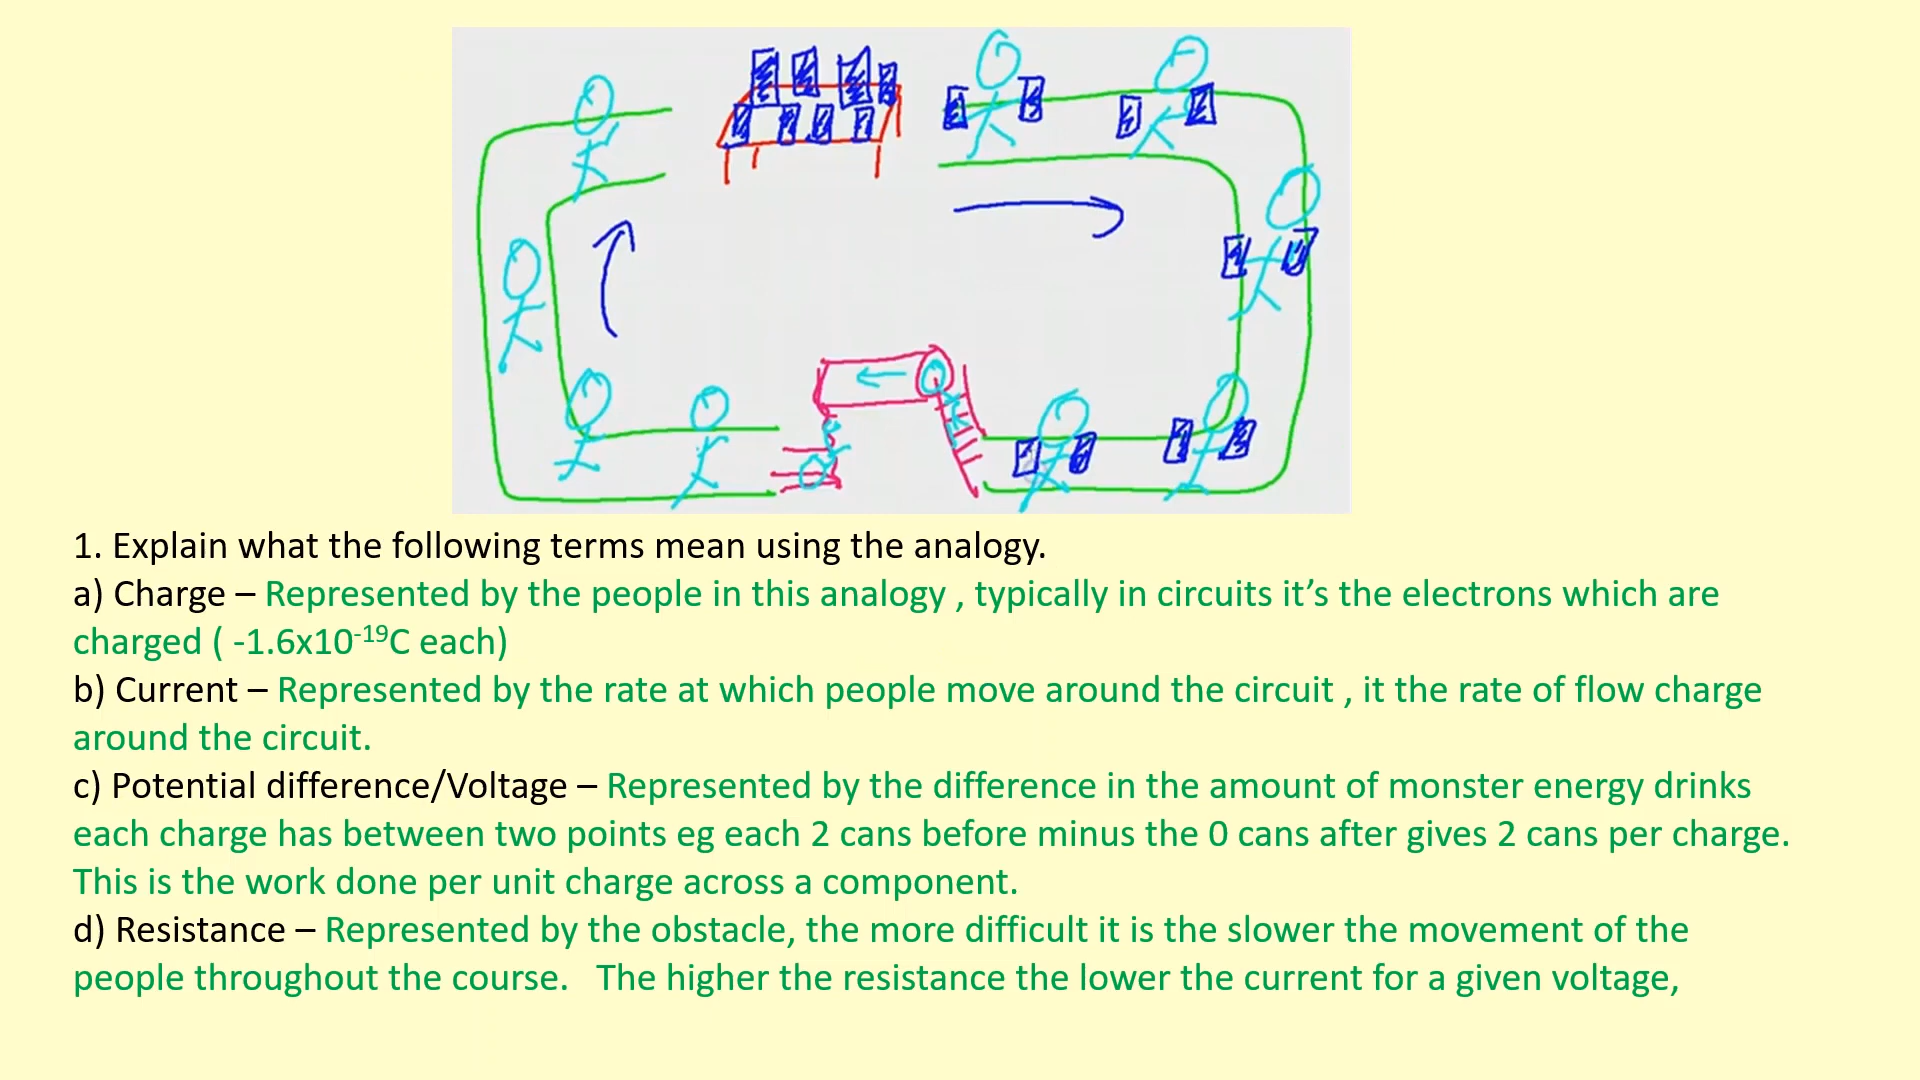 1. Explain what the following terms mean using the analogy.
a) Charge – Represented by the people in this analogy , typically in circuits it’s the electrons which are
charged ( -1.6x10⁻¹⁹C each)
b) Current – Represented by the rate at which people move around the circuit , it the rate of flow charge
around the circuit.
c) Potential difference/Voltage – Represented by the difference in the amount of monster energy drinks
each charge has between two points eg each 2 cans before minus the 0 cans after gives 2 cans per charge.
This is the work done per unit charge across a component.
d) Resistance – Represented by the obstacle, the more difficult it is the slower the movement of the
people throughout the course.   The higher the resistance the lower the current for a given voltage,